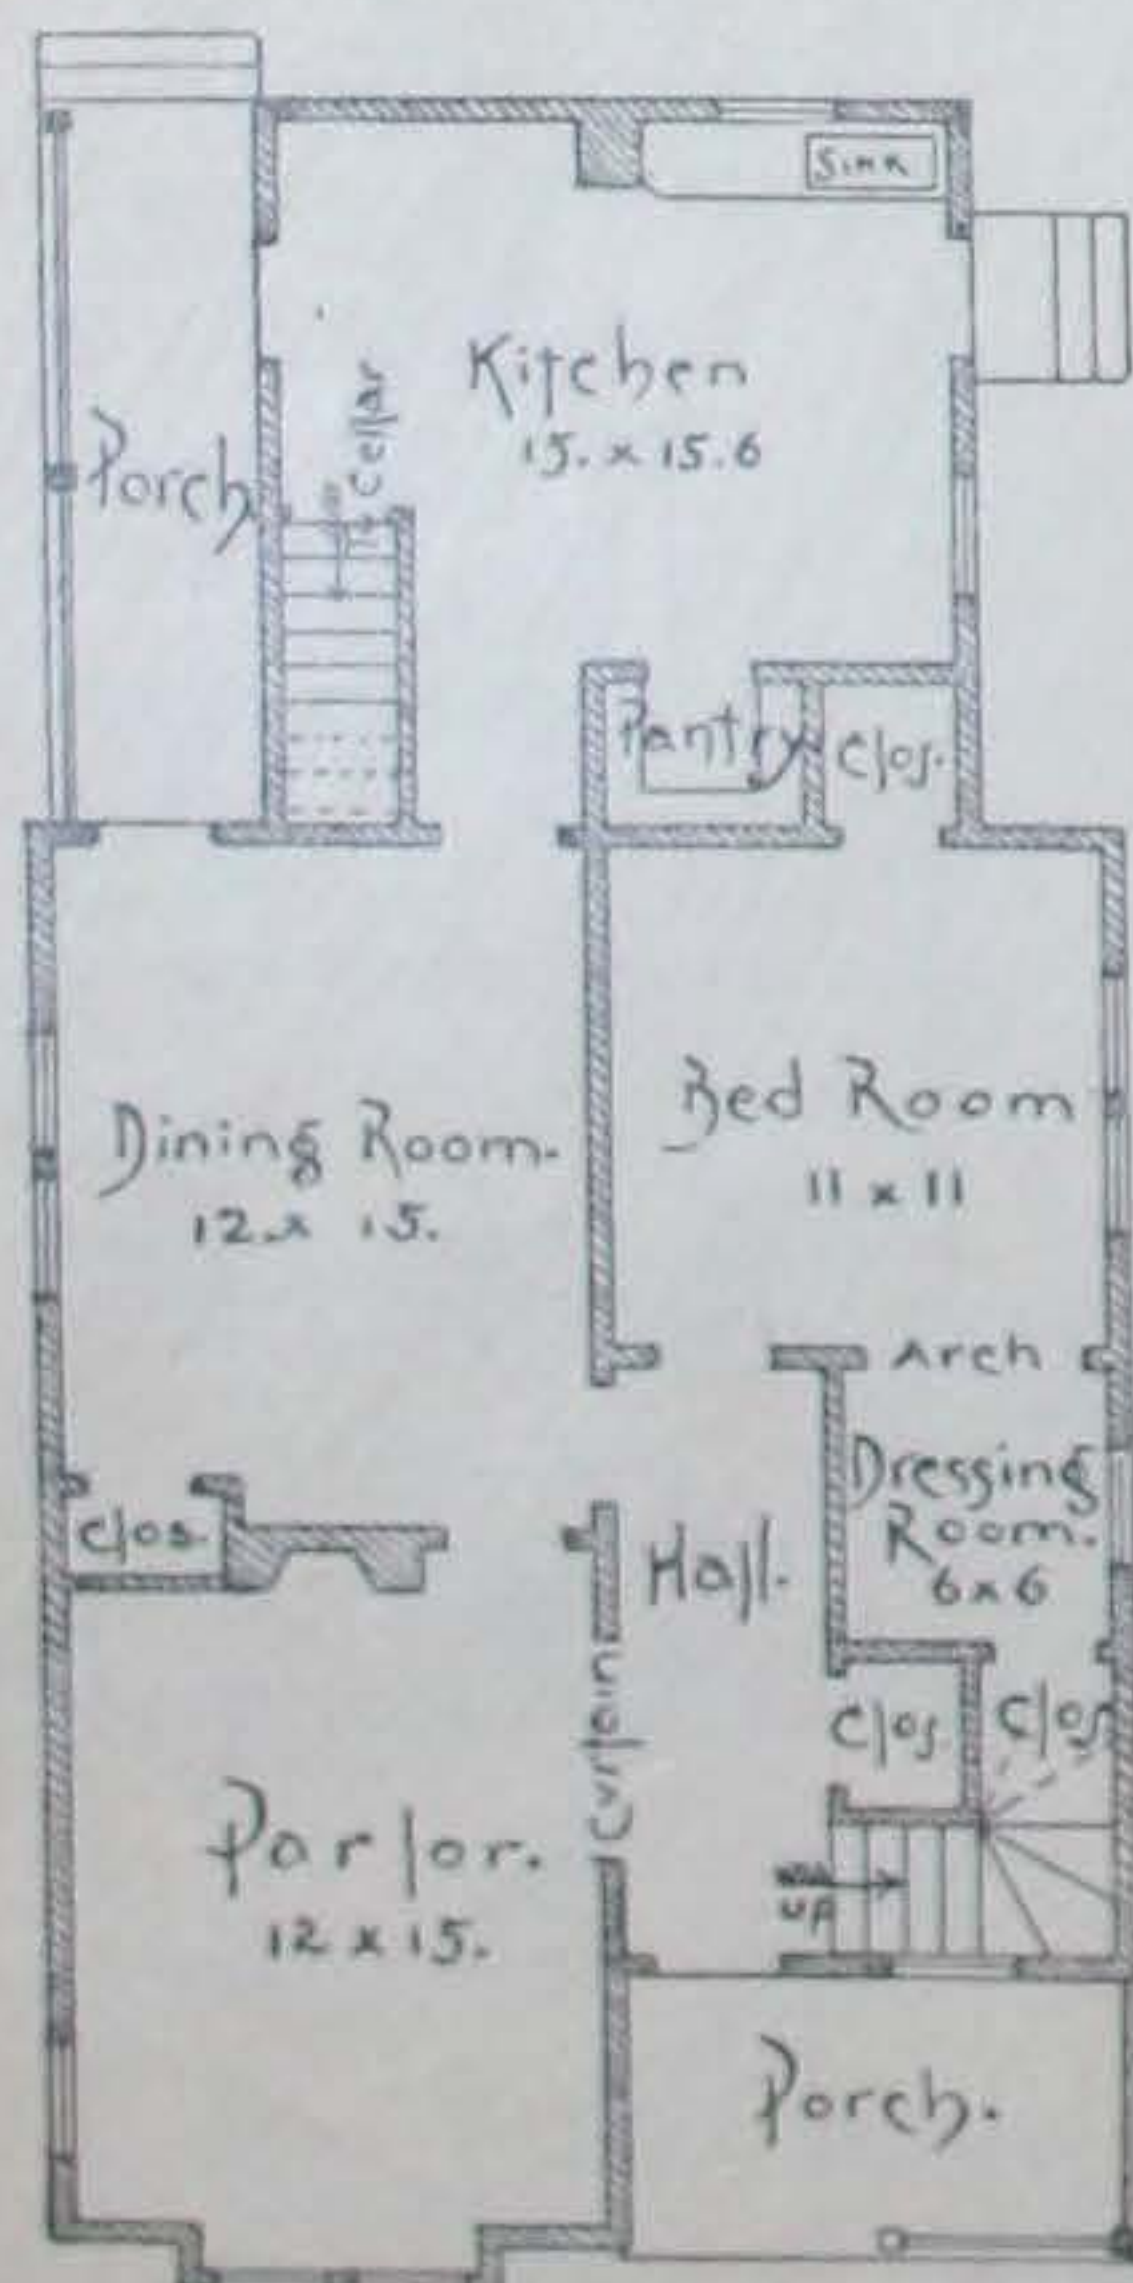 Sink
Kitchen
15. x 15.6
Cellar
Porch
Pantry
Clos.
Bed Room
11 x 11
Dining Room.
12 x 15.
Arch
Dressing
Room.
6 x 6
Clos.
Hall.
Curtain
Clos
Clos
Parlor.
12 x 15.
UP
Porch.